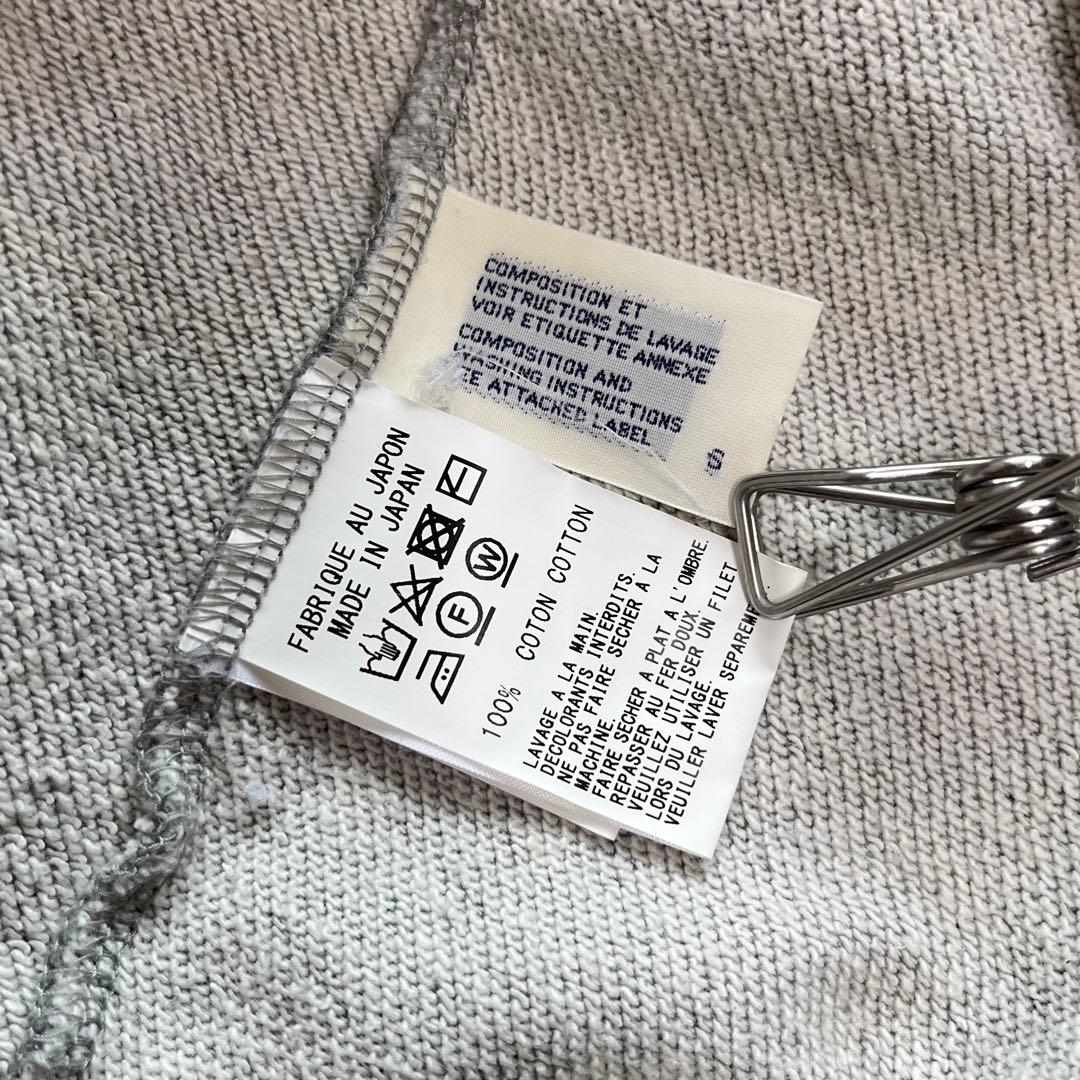 COMPOSITION ET
INSTRUCTIONS DE LAVAGE
VOIR ETIQUETTE ANNEXE
COMPOSITION AND
WASHING INSTRUCTIONS
SEE ATTACHED LABEL
S
FABRIQUE AU JAPON
MADE IN JAPAN
W
F
100% COTON COTTON
LAVAGE A LA MAIN.
DECOLORANTS INTERDITS.
NE PAS FAIRE SECHER A LA
MACHINE.
FAIRE SECHER A PLAT A L'OMBRE.
REPASSER AU FER DOUX.
VEUILLEZ UTILISER UN FILET
LORS DU LAVAGE.
VEUILLER LAVER SEPAREME